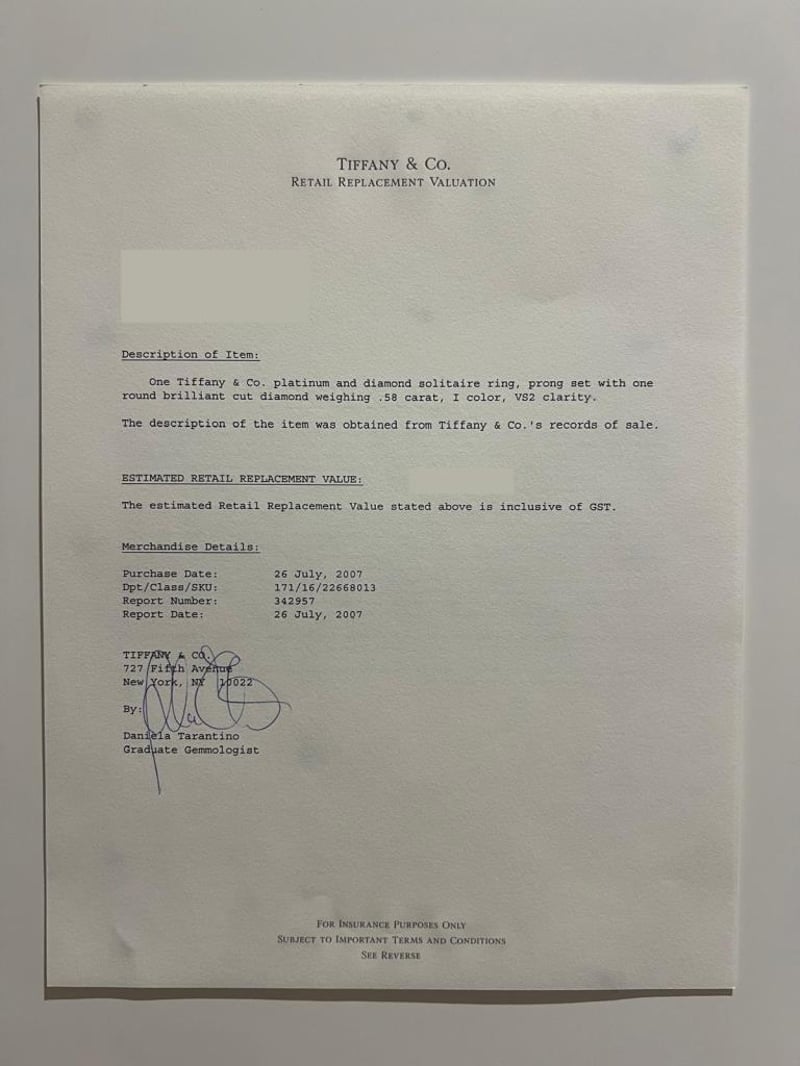 TIFFANY & CO.
RETAIL REPLACEMENT VALUATION
Description of Item:
One Tiffany & Co. platinum and diamond solitaire ring, prong set with one
round brilliant cut diamond weighing .58 carat, I color, VS2 clarity.
The description of the item was obtained from Tiffany & Co.'s records of sale.
ESTIMATED RETAIL REPLACEMENT VALUE:
The estimated Retail Replacement Value stated above is inclusive of GST.
Merchandise Details:
Purchase Date: 26 July, 2007
Dpt/Class/SKU: 171/16/22668013
Report Number: 342957
Report Date: 26 July, 2007
TIFFANY & CO.
727 Fifth Avenue
New York, NY 10022
By:
Daniela Tarantino
Graduate Gemmologist
FOR INSURANCE PURPOSES ONLY
SUBJECT TO IMPORTANT TERMS AND CONDITIONS
SEE REVERSE